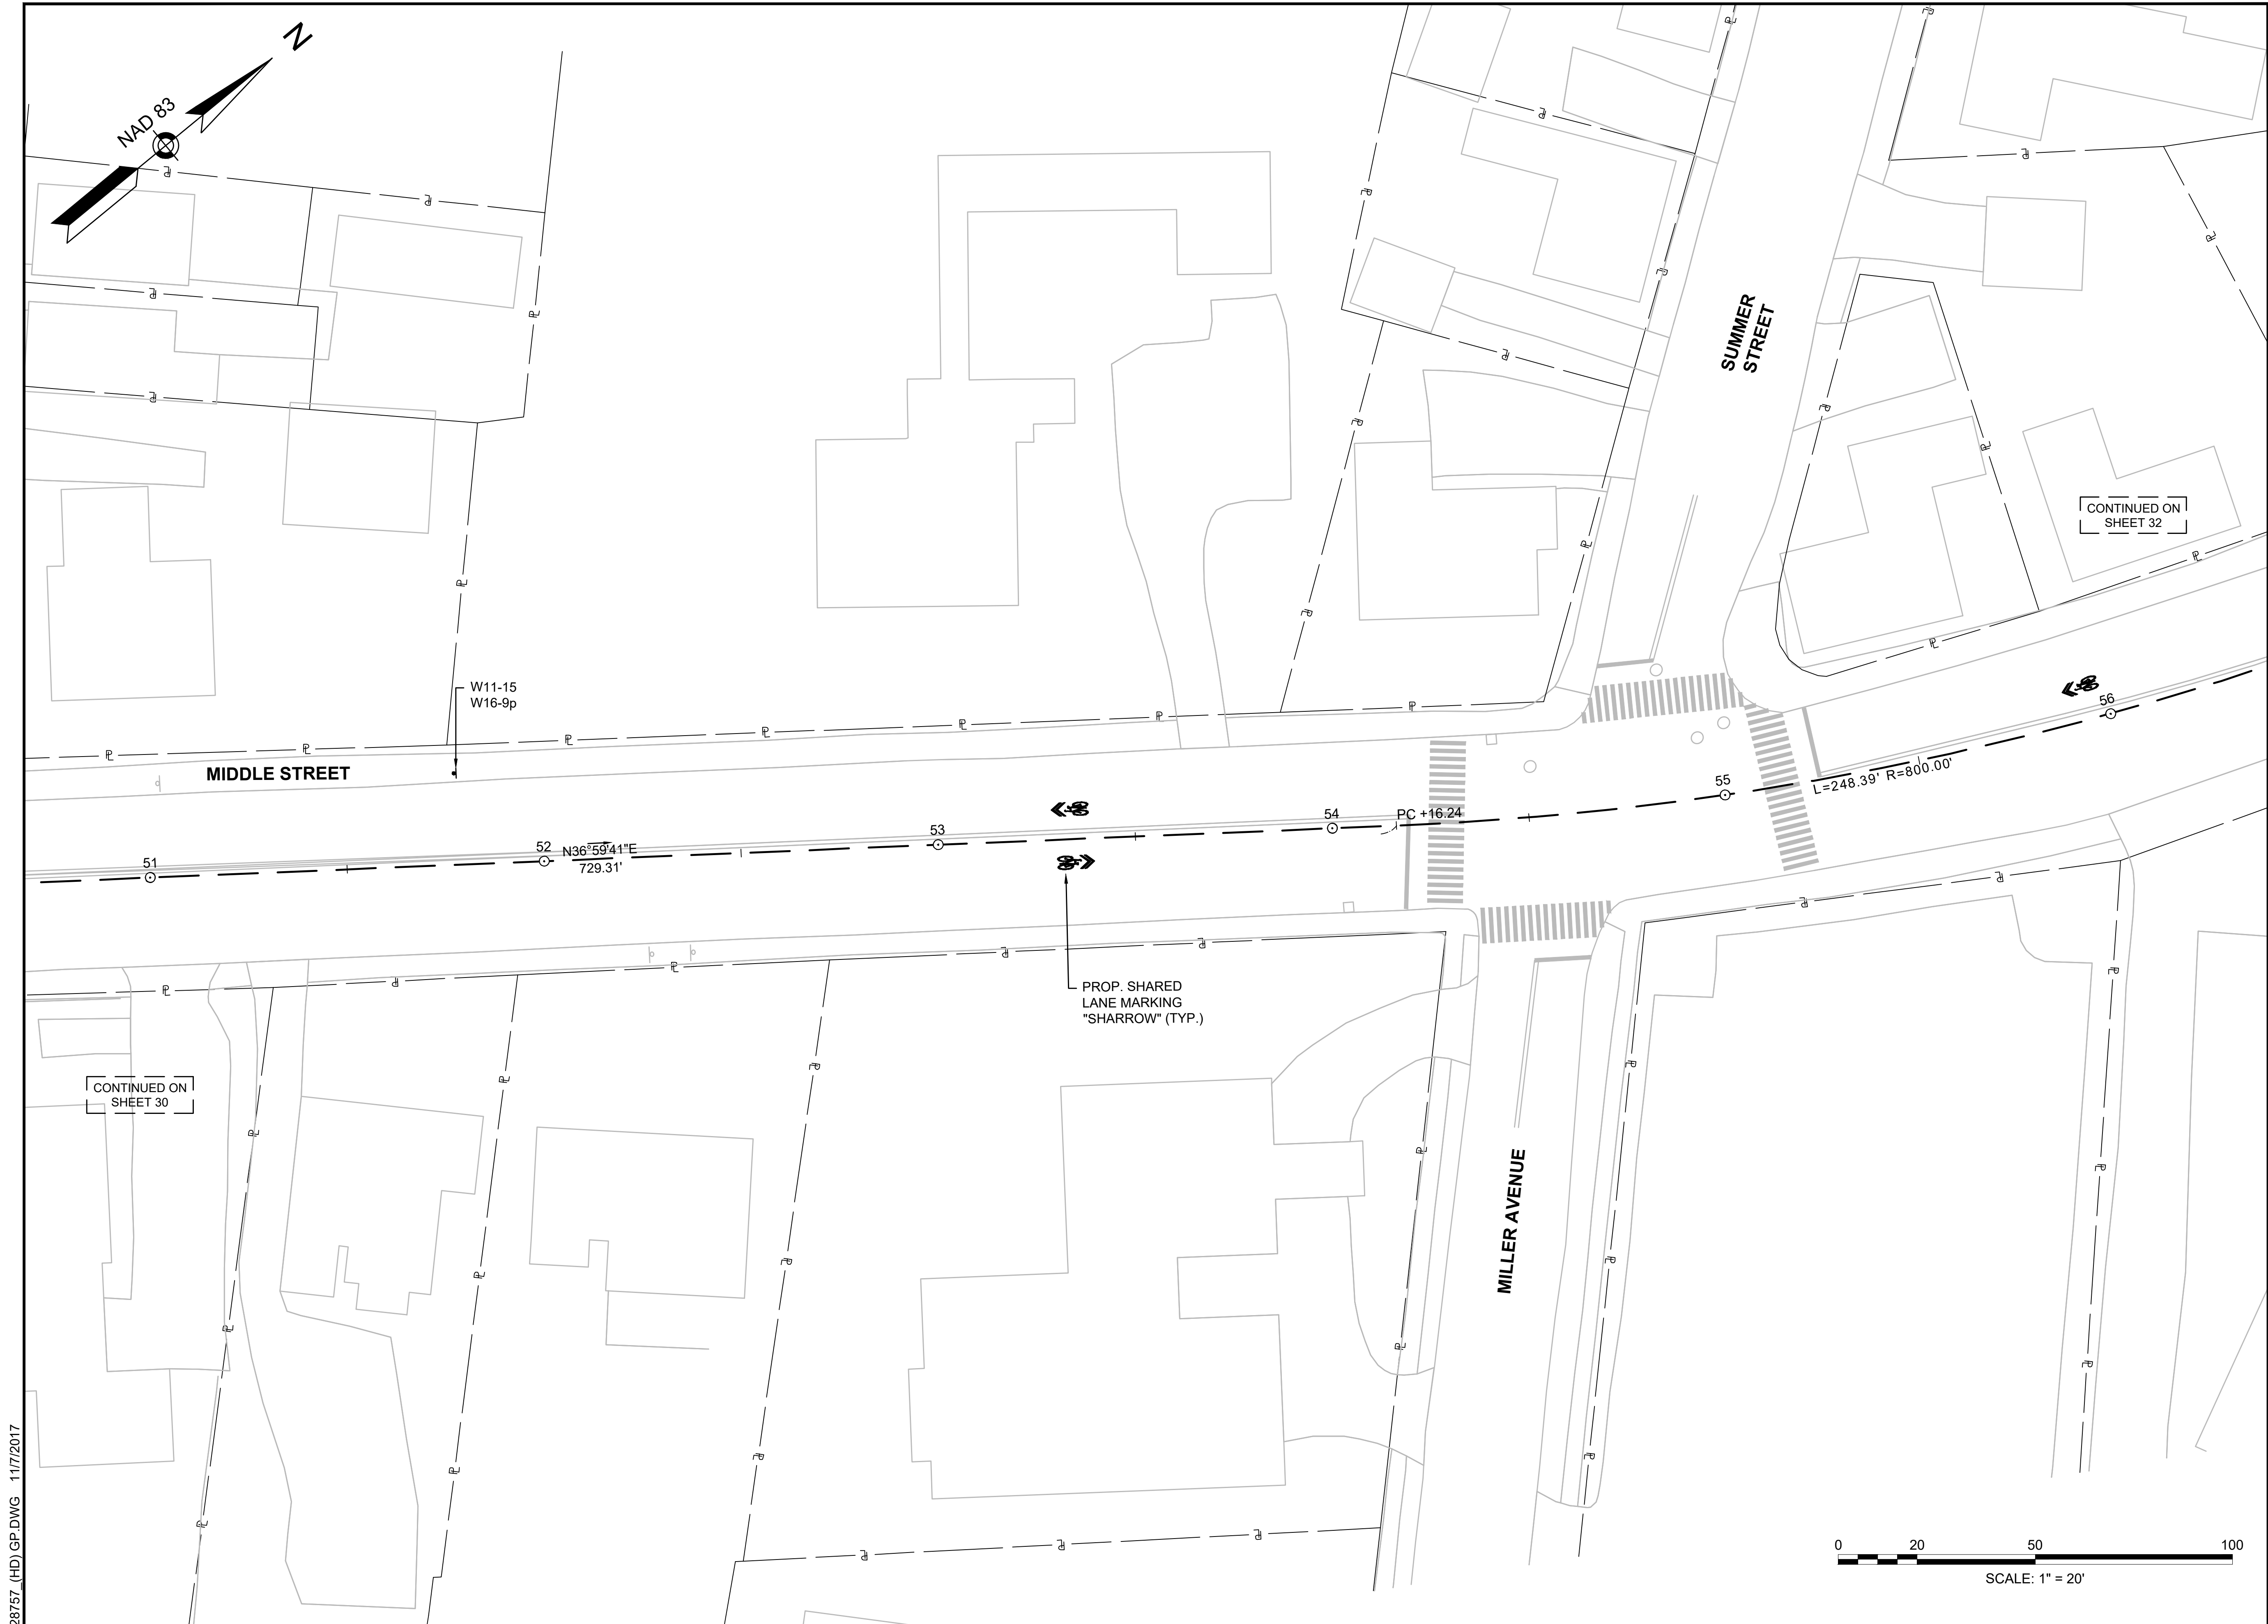 N
NAD 83
SUMMER
STREET
CONTINUED ON
SHEET 32
W11-15
W16-9p
MIDDLE STREET
51
52
N36°59'41"E
729.31'
53
54
PC +16.24
55
L=248.39' R=800.00'
56
PROP. SHARED
LANE MARKING
"SHARROW" (TYP.)
CONTINUED ON
SHEET 30
MILLER AVENUE
0 20 50 100
SCALE: 1" = 20'
28757_(HD) GP.DWG 11/7/2017